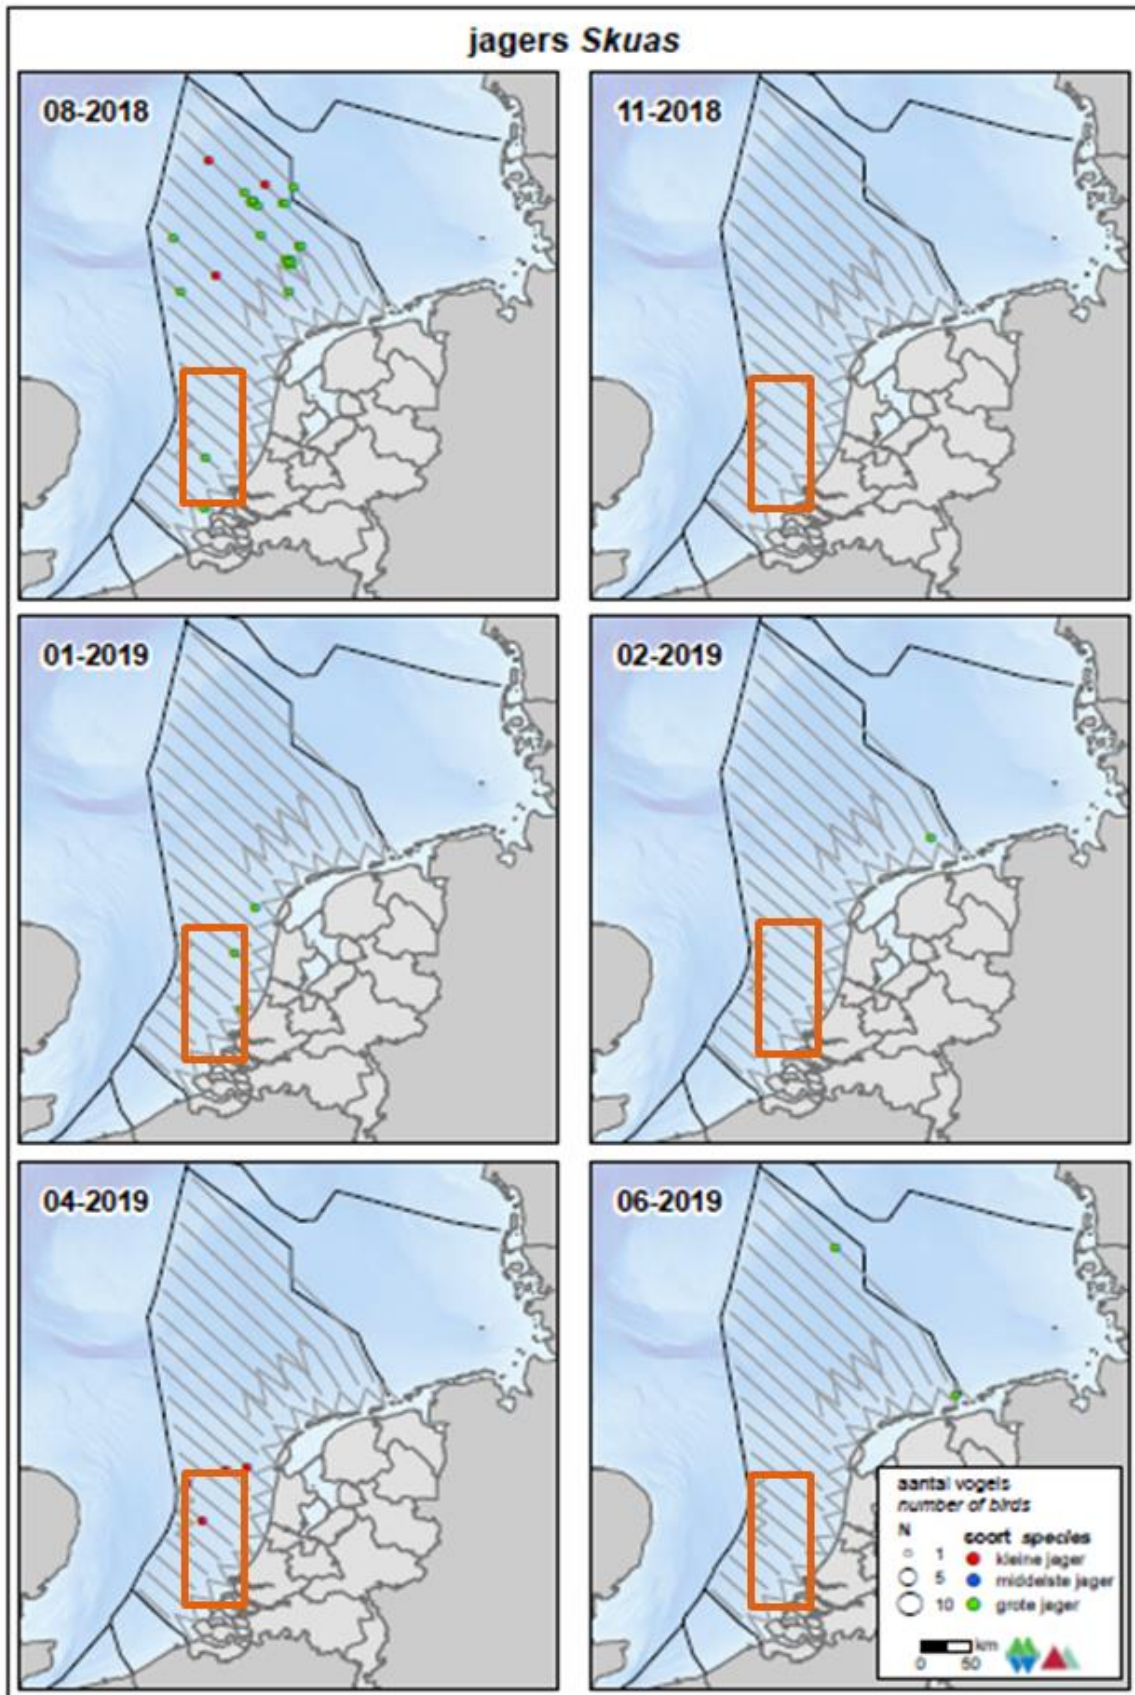 jagers Skuas
08-2018
11-2018
01-2019
02-2019
04-2019
06-2019
aantal vogels
number of birds
N soort species
1 kleine jager
5 middelste jager
10 grote jager
km
0 50